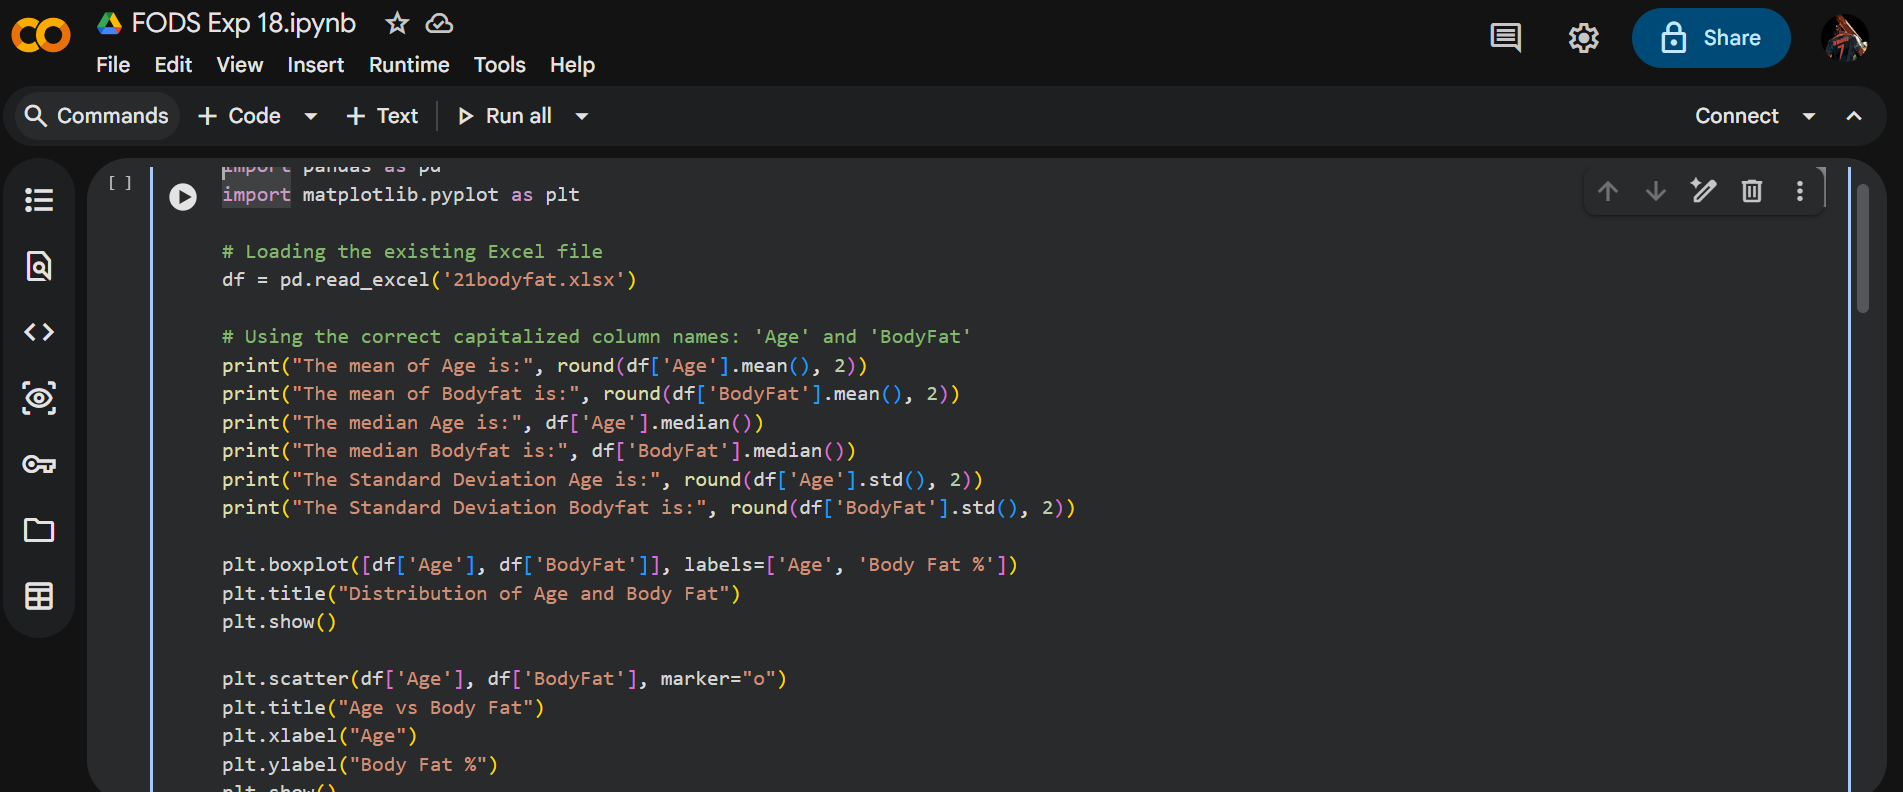 FODS Exp 18.ipynb
File Edit View Insert Runtime Tools Help
Share
Commands + Code + Text Run all
Connect
[ ]
import pandas as pd
import matplotlib.pyplot as plt
# Loading the existing Excel file
df = pd.read_excel('21bodyfat.xlsx')
# Using the correct capitalized column names: 'Age' and 'BodyFat'
print("The mean of Age is:", round(df['Age'].mean(), 2))
print("The mean of Bodyfat is:", round(df['BodyFat'].mean(), 2))
print("The median Age is:", df['Age'].median())
print("The median Bodyfat is:", df['BodyFat'].median())
print("The Standard Deviation Age is:", round(df['Age'].std(), 2))
print("The Standard Deviation Bodyfat is:", round(df['BodyFat'].std(), 2))
plt.boxplot([df['Age'], df['BodyFat']], labels=['Age', 'Body Fat %'])
plt.title("Distribution of Age and Body Fat")
plt.show()
plt.scatter(df['Age'], df['BodyFat'], marker="o")
plt.title("Age vs Body Fat")
plt.xlabel("Age")
plt.ylabel("Body Fat %")
plt.show()